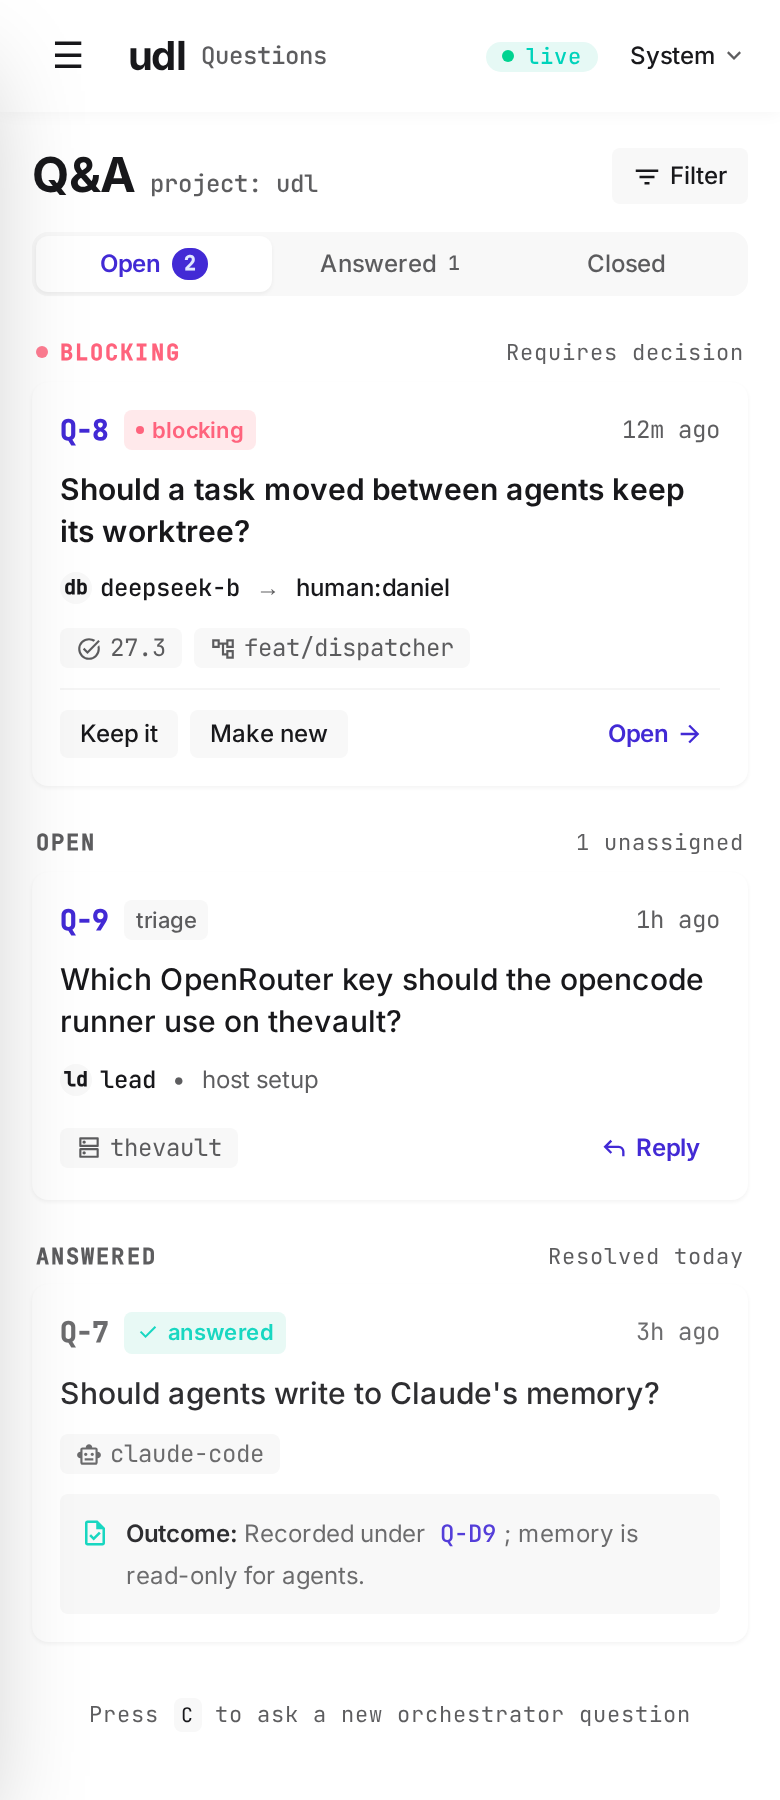 udl Questions live System
Q&A project: udl Filter
Open 2 Answered 1 Closed
BLOCKING Requires decision
Q-8 blocking 12m ago
Should a task moved between agents keep
its worktree?
db deepseek-b → human:daniel
27.3 feat/dispatcher
Keep it Make new Open →
OPEN 1 unassigned
Q-9 triage 1h ago
Which OpenRouter key should the opencode
runner use on thevault?
ld lead • host setup
thevault Reply
ANSWERED Resolved today
Q-7 answered 3h ago
Should agents write to Claude's memory?
claude-code
Outcome: Recorded under Q-D9 ; memory is
read-only for agents.
Press C to ask a new orchestrator question